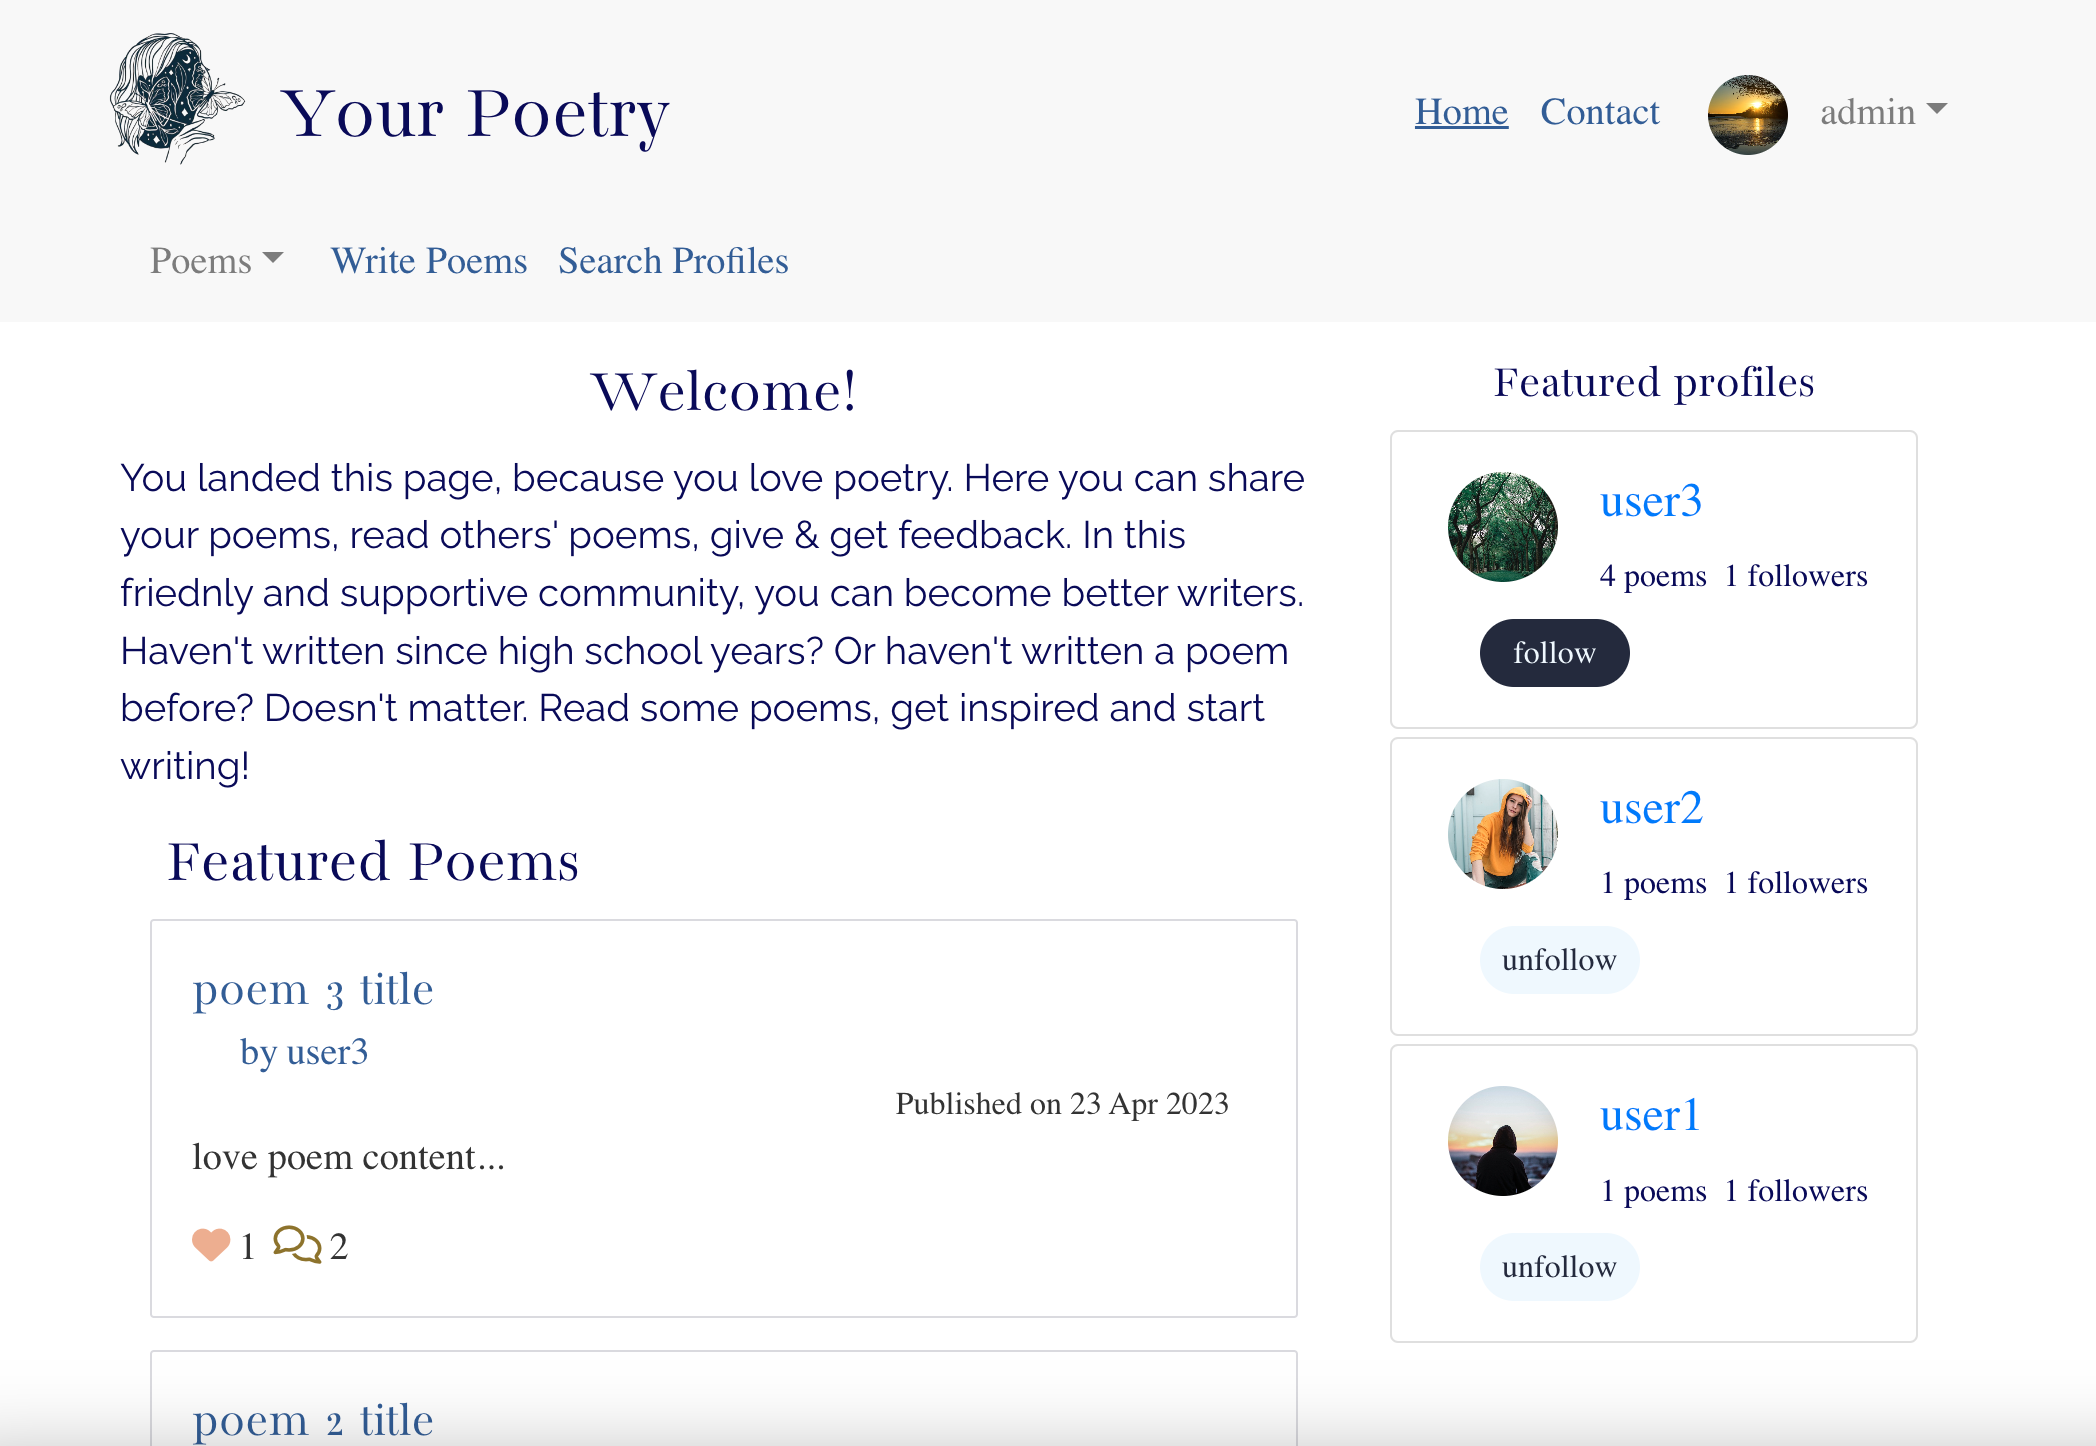 Your Poetry
Home Contact admin
Poems Write Poems Search Profiles
Welcome!
You landed this page, because you love poetry. Here you can share
your poems, read others' poems, give & get feedback. In this
friednly and supportive community, you can become better writers.
Haven't written since high school years? Or haven't written a poem
before? Doesn't matter. Read some poems, get inspired and start
writing!
Featured Poems
poem 3 title
by user3
Published on 23 Apr 2023
love poem content...
1 2
poem 2 title
Featured profiles
user3
4 poems 1 followers
follow
user2
1 poems 1 followers
unfollow
user1
1 poems 1 followers
unfollow